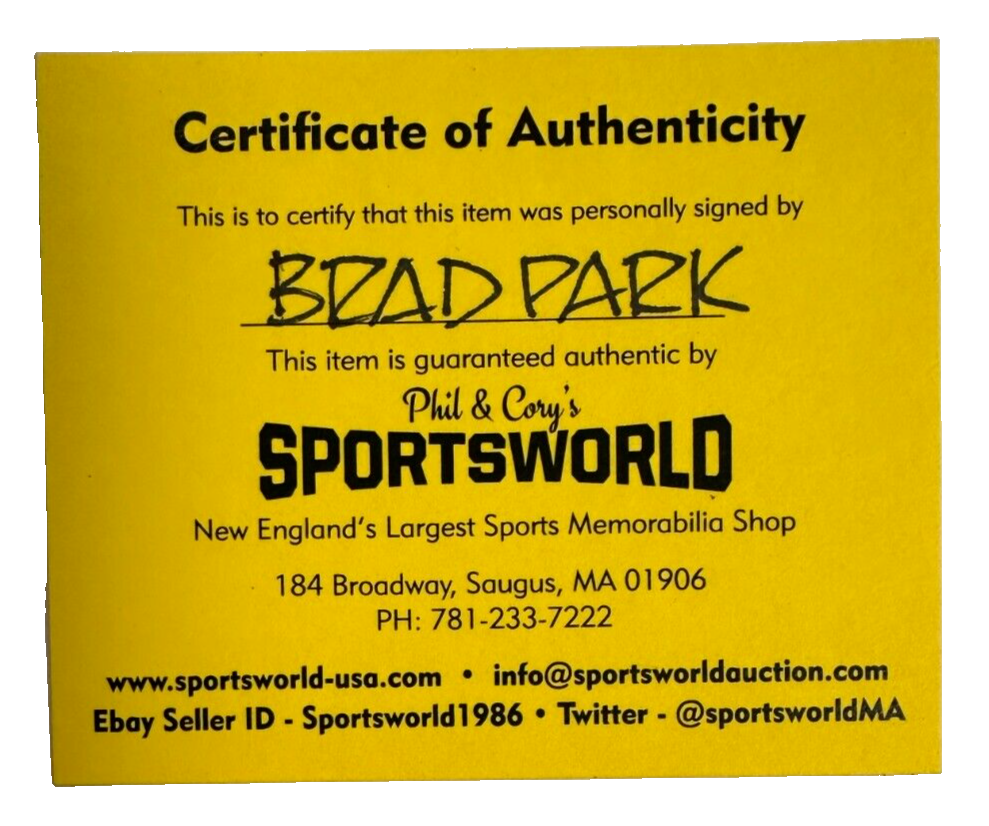 Certificate of Authenticity
This is to certify that this item was personally signed by
BRAD PARK
This item is guaranteed authentic by
Phil & Cory's
SPORTSWORLD
New England's Largest Sports Memorabilia Shop
184 Broadway, Saugus, MA 01906
PH: 781-233-7222
www.sportsworld-usa.com • info@sportsworldauction.com
Ebay Seller ID - Sportsworld1986 • Twitter - @sportsworldMA